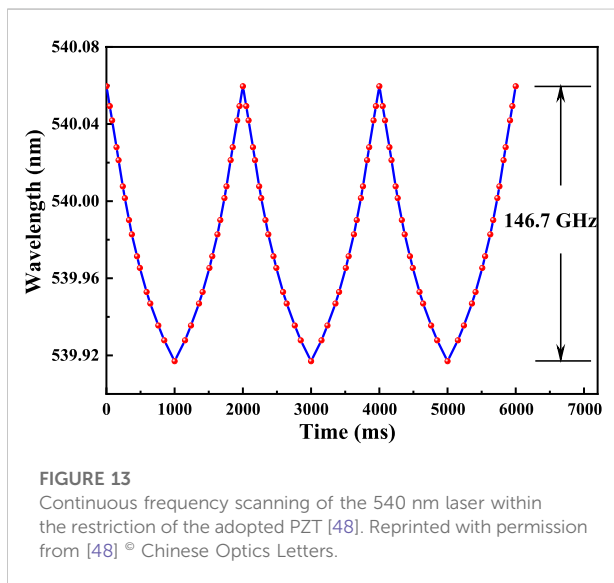 540.08
540.04
540.00
539.96
539.92
Wavelength (nm)
146.7 GHz
0 1000 2000 3000 4000 5000 6000 7000
Time (ms)
FIGURE 13
Continuous frequency scanning of the 540 nm laser within
the restriction of the adopted PZT [48]. Reprinted with permission
from [48] © Chinese Optics Letters.